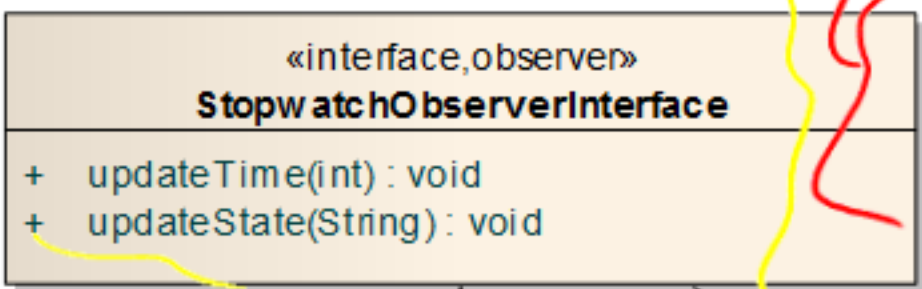 «interface,observer»
StopwatchObserverInterface
+ updateTime(int) : void
+ updateState(String) : void